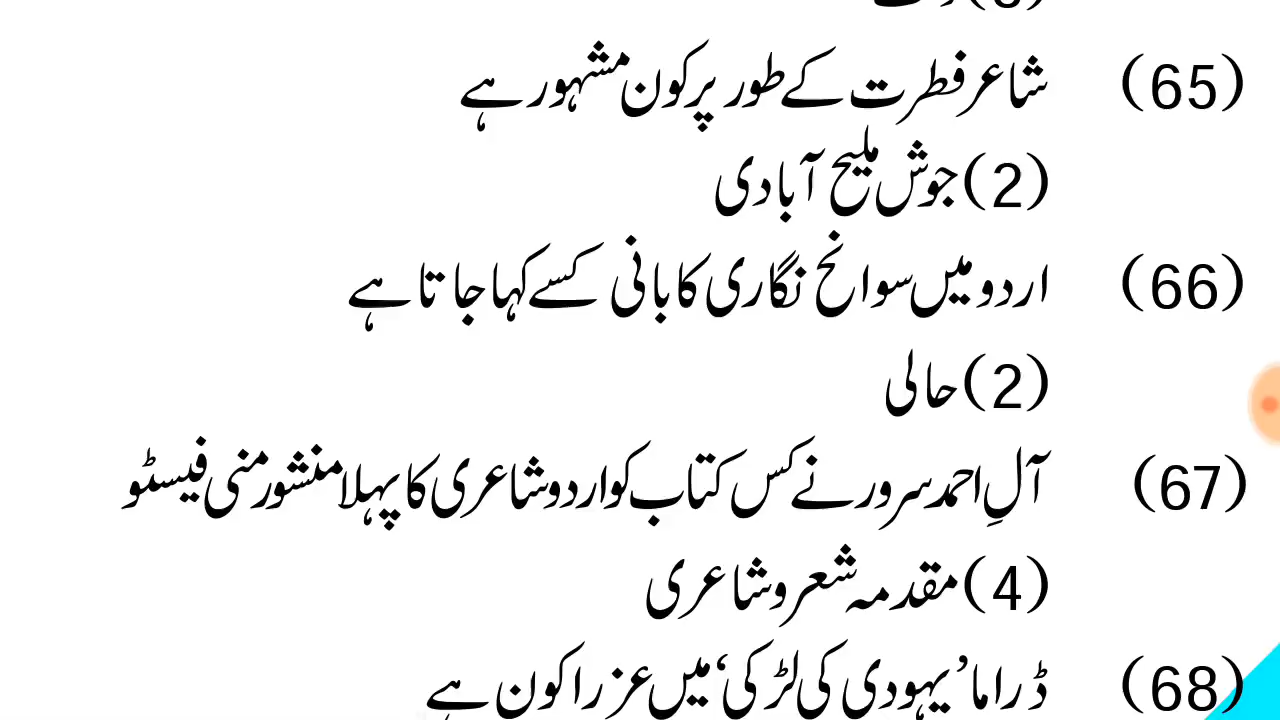 (65) شاعر فطرت کے طور پر کون مشہور ہے
(2) جوش ملیح آبادی
(66) اردو میں سوانح نگاری کا بانی کسے کہا جاتا ہے
(2) حالی
(67) آلِ احمد سرور نے کس کتاب کو اردو شاعری کا پہلا منشور منی فیسٹو
(4) مقدمہ شعر و شاعری
(68) ڈراما ’یہودی کی لڑکی‘ میں عزرا کون ہے